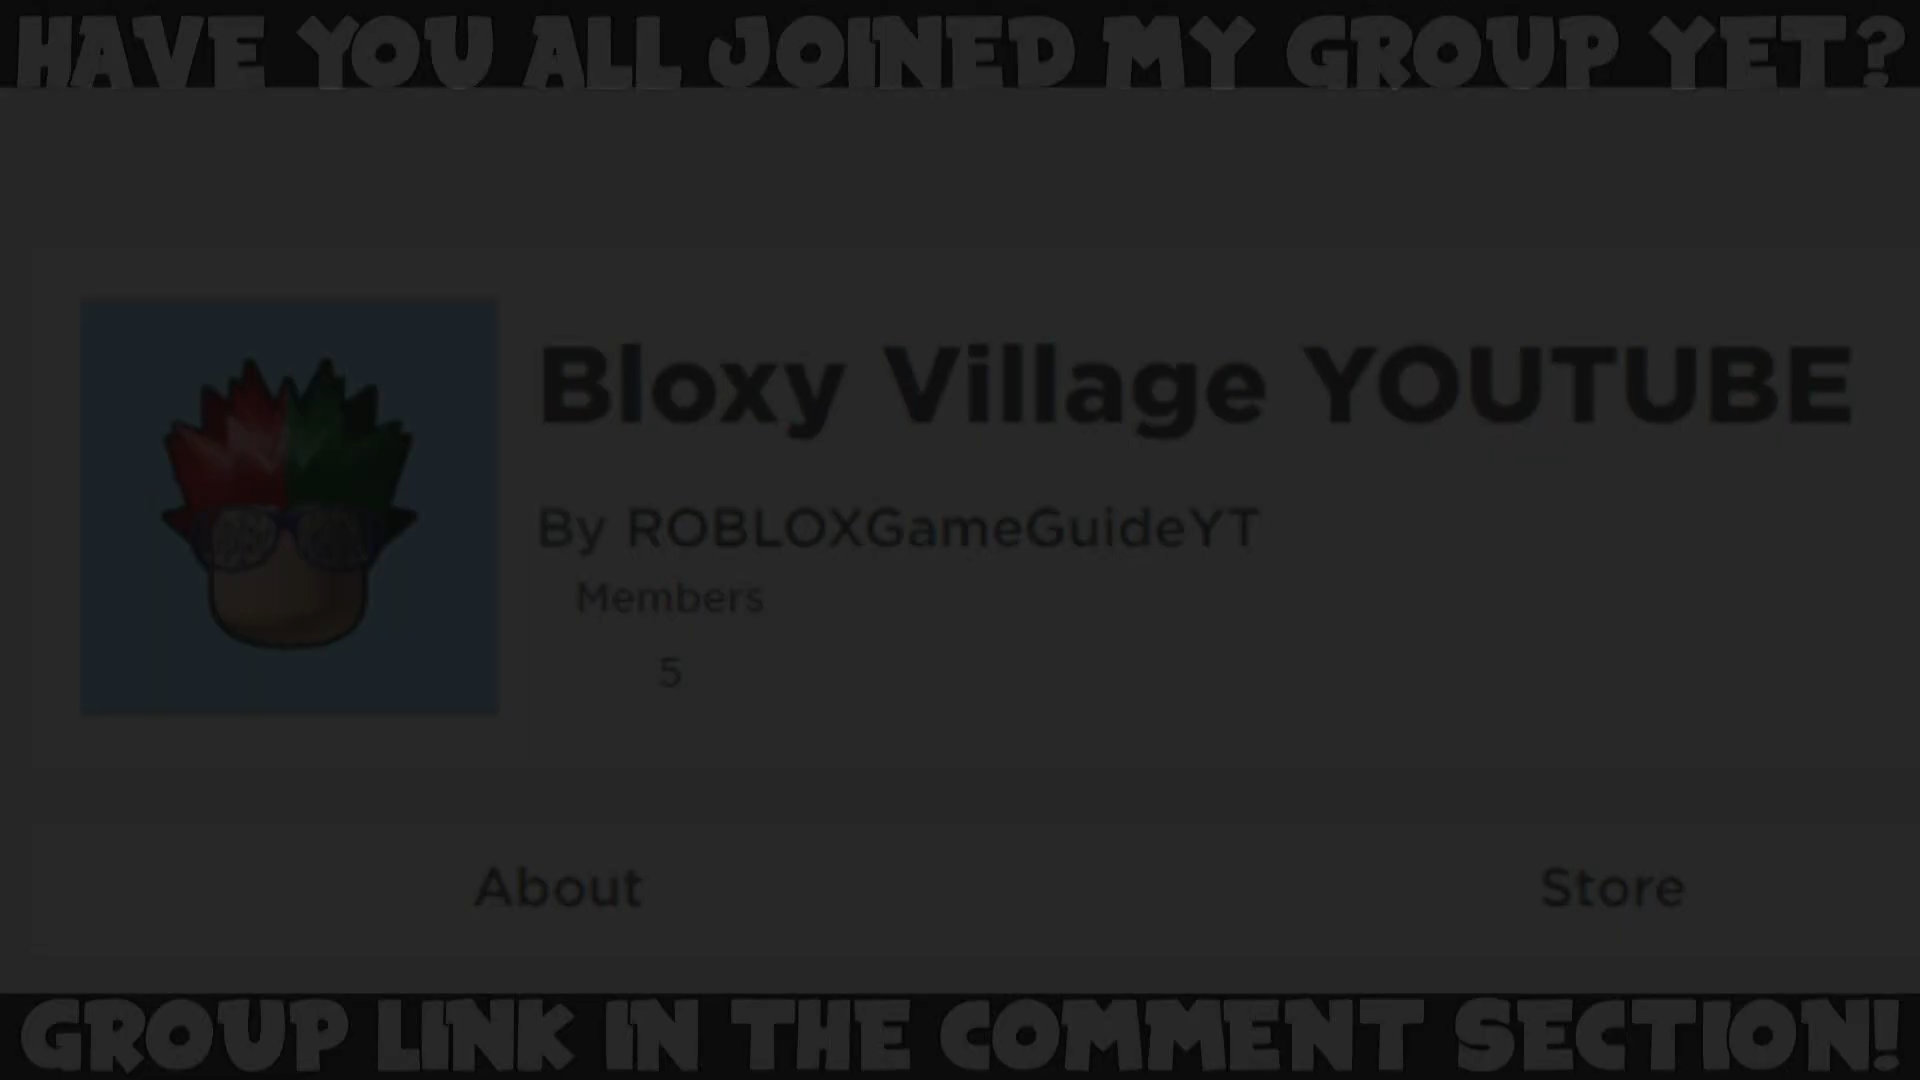 HAVE YOU ALL JOINED MY GROUP YET?
Bloxy Village YOUTUBE
By ROBLOXGameGuideYT
Members
5
About
Store
GROUP LINK IN THE COMMENT SECTION!